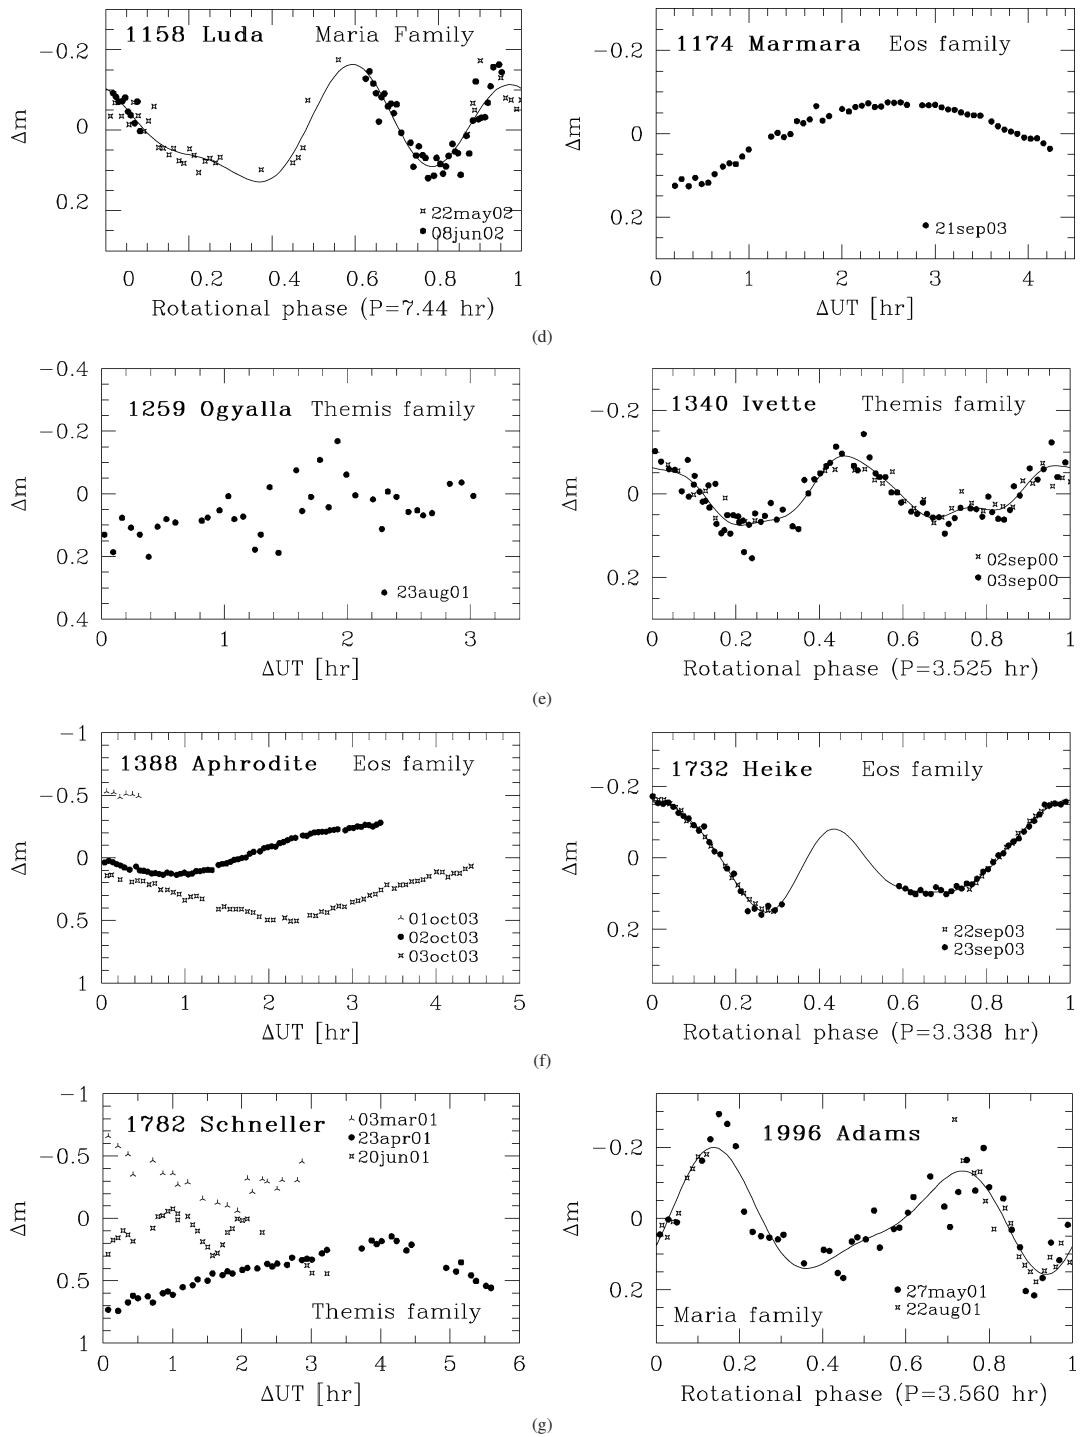 1158 Luda Maria Family
−0.2
0
0.2
Δm
22may02
08jun02
0 0.2 0.4 0.6 0.8 1
Rotational phase (P=7.44 hr)
1174 Marmara Eos family
−0.2
0
0.2
Δm
21sep03
0 1 2 3 4
ΔUT [hr]
(d)
−0.4
1259 Ogyalla Themis family
−0.2
0
0.2
0.4
Δm
23aug01
0 1 2 3
ΔUT [hr]
1340 Ivette Themis family
−0.2
0
0.2
Δm
02sep00
03sep00
0 0.2 0.4 0.6 0.8 1
Rotational phase (P=3.525 hr)
(e)
−1
1388 Aphrodite Eos family
−0.5
0
0.5
1
Δm
01oct03
02oct03
03oct03
0 1 2 3 4 5
ΔUT [hr]
1732 Heike Eos family
−0.2
0
0.2
Δm
22sep03
23sep03
0 0.2 0.4 0.6 0.8 1
Rotational phase (P=3.338 hr)
(f)
−1
1782 Schneller
03mar01
23apr01
20jun01
−0.5
0
0.5
1
Δm
Themis family
0 1 2 3 4 5 6
ΔUT [hr]
1996 Adams
−0.2
0
0.2
Δm
27may01
22aug01
Maria family
0 0.2 0.4 0.6 0.8 1
Rotational phase (P=3.560 hr)
(g)